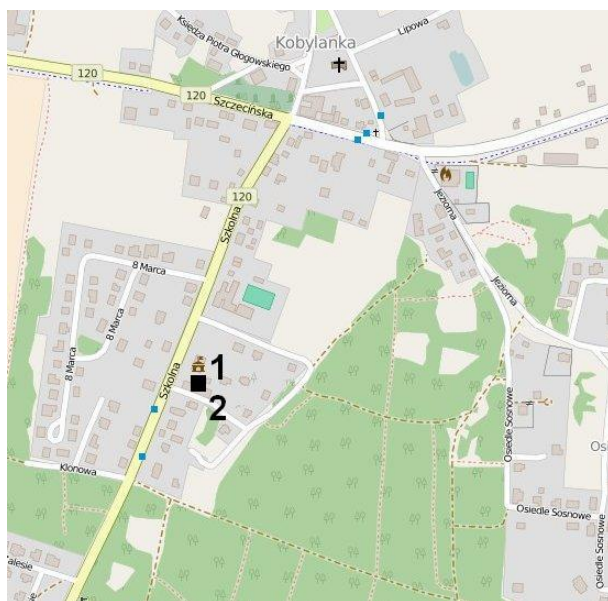 Księdza Piotra Głogowskiego
Kobylanka
Lipowa
120
120
Szczecińska
120
Szkolna
Jeziorna
Jeziorna
8 Marca
8 Marca
8 Marca
Szkolna
1
2
Klonowa
Osiedle Sosnowe
Osiedle Sosnowe
Osiedle Sosnowe